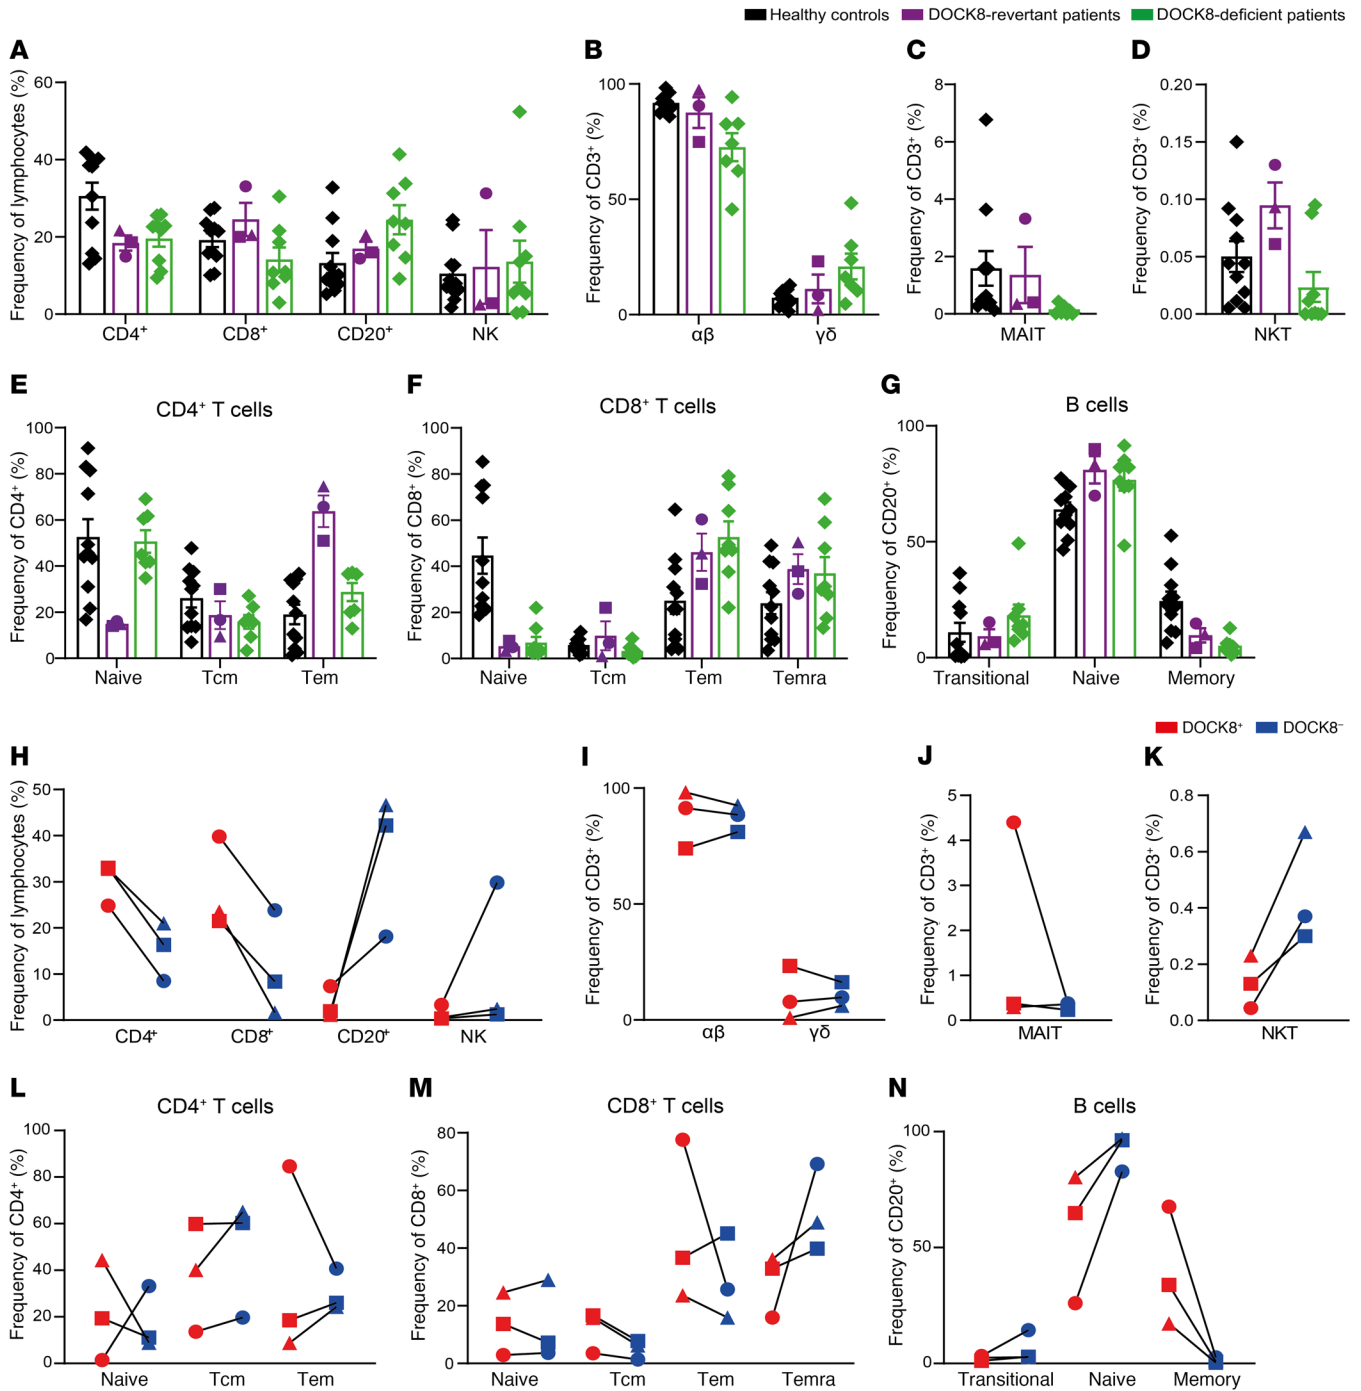 Healthy controls DOCK8-revertant patients DOCK8-deficient patients
A
Frequency of lymphocytes (%)
60
40
20
0
CD4⁺ CD8⁺ CD20⁺ NK
B
Frequency of CD3⁺ (%)
100
50
0
αβ γδ
C
Frequency of CD3⁺ (%)
8
6
4
2
0
MAIT
D
Frequency of CD3⁺ (%)
0.20
0.15
0.10
0.05
0.00
NKT
E
CD4⁺ T cells
Frequency of CD4⁺ (%)
100
80
60
40
20
0
Naive Tcm Tem
F
CD8⁺ T cells
Frequency of CD8⁺ (%)
100
80
60
40
20
0
Naive Tcm Tem Temra
G
B cells
Frequency of CD20⁺ (%)
100
50
0
Transitional Naive Memory
DOCK8⁺ DOCK8⁻
H
Frequency of lymphocytes (%)
50
40
30
20
10
0
CD4⁺ CD8⁺ CD20⁺ NK
I
Frequency of CD3⁺ (%)
100
50
0
αβ γδ
J
Frequency of CD3⁺ (%)
5
4
3
2
1
0
MAIT
K
Frequency of CD3⁺ (%)
0.8
0.6
0.4
0.2
0.0
NKT
L
CD4⁺ T cells
Frequency of CD4⁺ (%)
100
80
60
40
20
0
Naive Tcm Tem
M
CD8⁺ T cells
Frequency of CD8⁺ (%)
80
60
40
20
0
Naive Tcm Tem Temra
N
B cells
Frequency of CD20⁺ (%)
100
50
0
Transitional Naive Memory